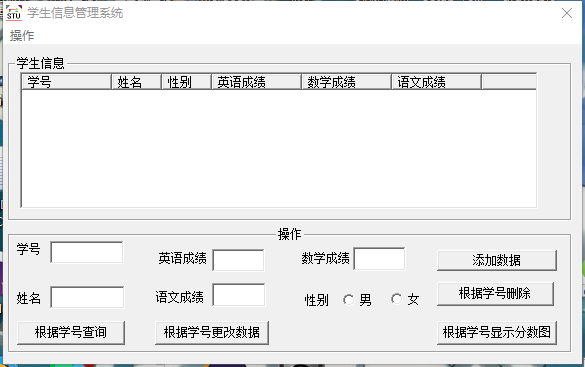 STU 学生信息管理系统
操作
学生信息
学号 姓名 性别 英语成绩 数学成绩 语文成绩
操作
学号 英语成绩 数学成绩 添加数据
姓名 语文成绩 性别 男 女 根据学号删除
根据学号查询 根据学号更改数据 根据学号显示分数图